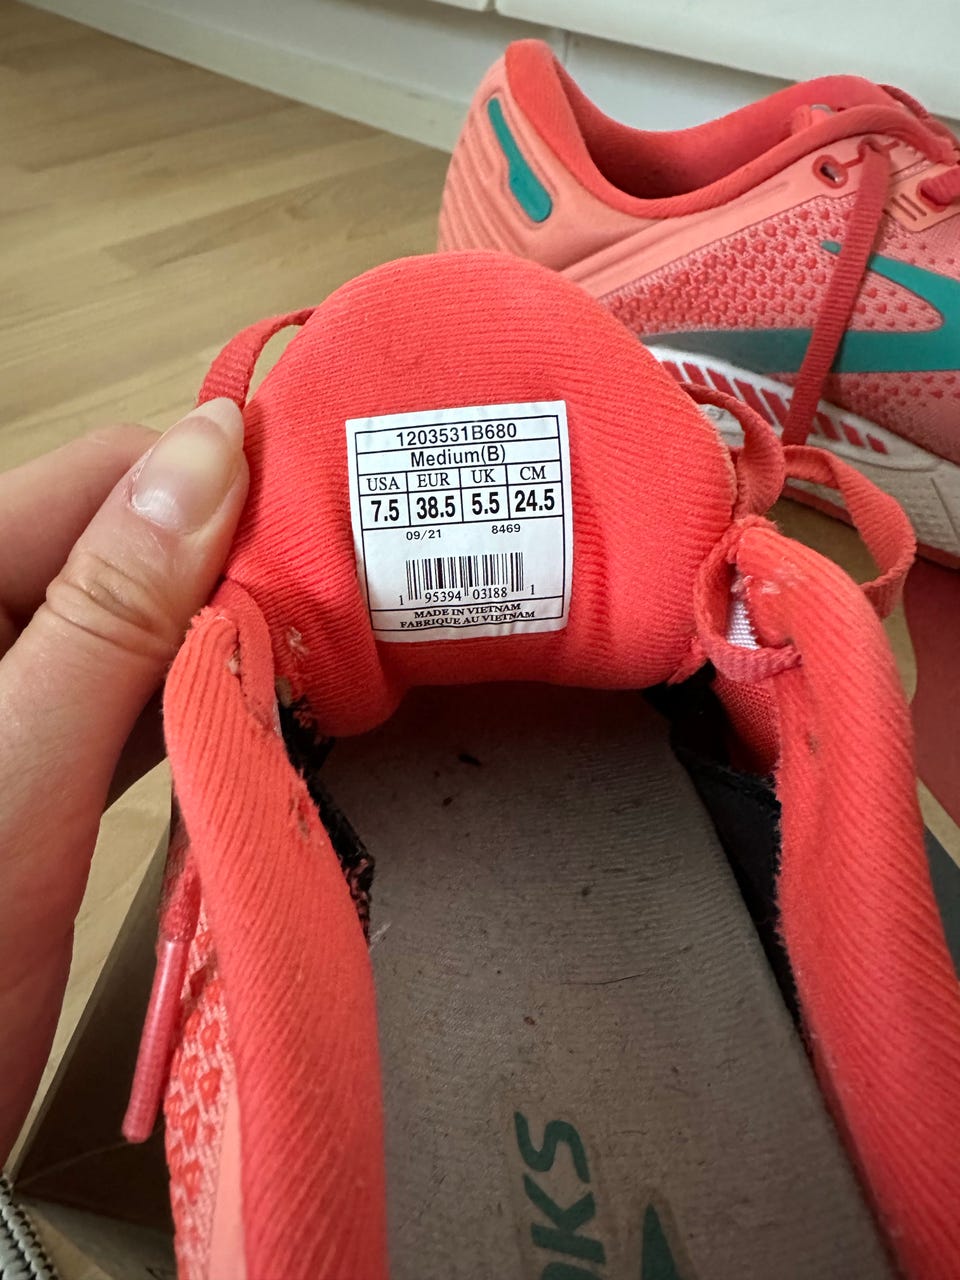 1203531B680
Medium(B)
USA EUR UK CM
7.5 38.5 5.5 24.5
09/21 8469
1 95394 03188 1
MADE IN VIETNAM
FABRIQUE AU VIETNAM
OKS